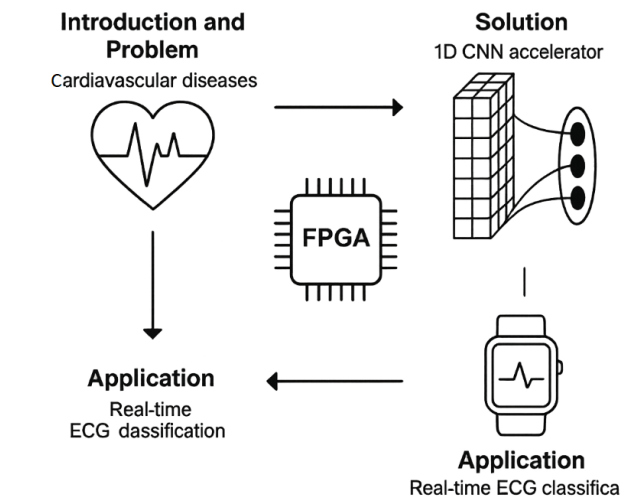 Introduction and
Problem
Cardiavascular diseases
Solution
1D CNN accelerator
FPGA
Application
Real-time
ECG dassification
Application
Real-time ECG classifica